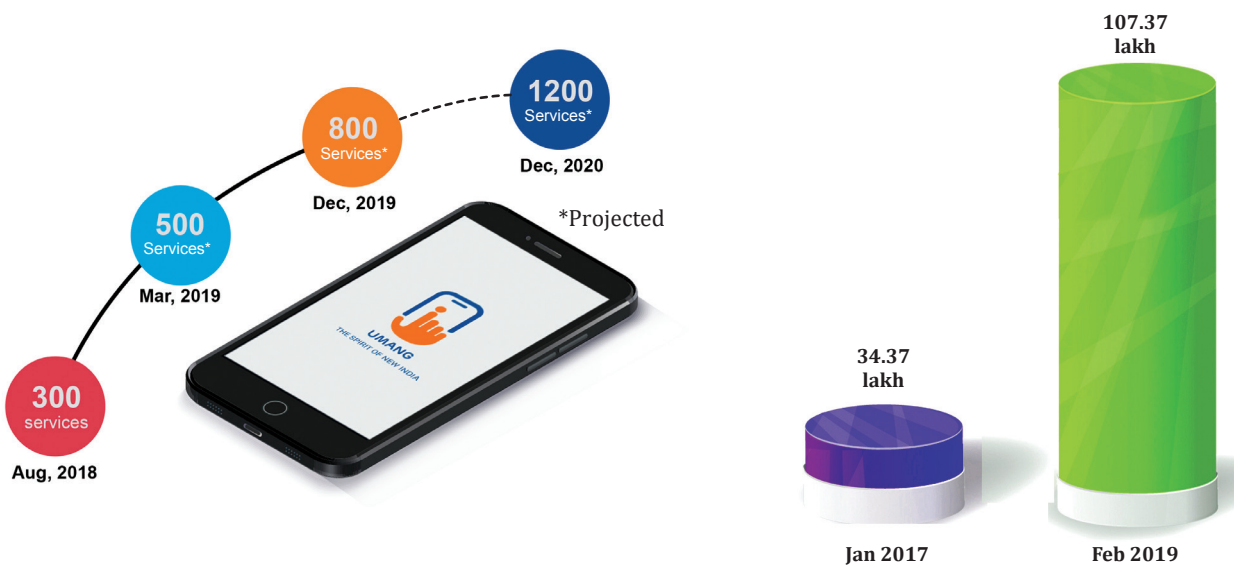 300
services
Aug, 2018
500
Services*
Mar, 2019
800
Services*
Dec, 2019
1200
Services*
Dec, 2020
*Projected
UMANG
THE SPIRIT OF NEW INDIA
34.37
lakh
Jan 2017
107.37
lakh
Feb 2019